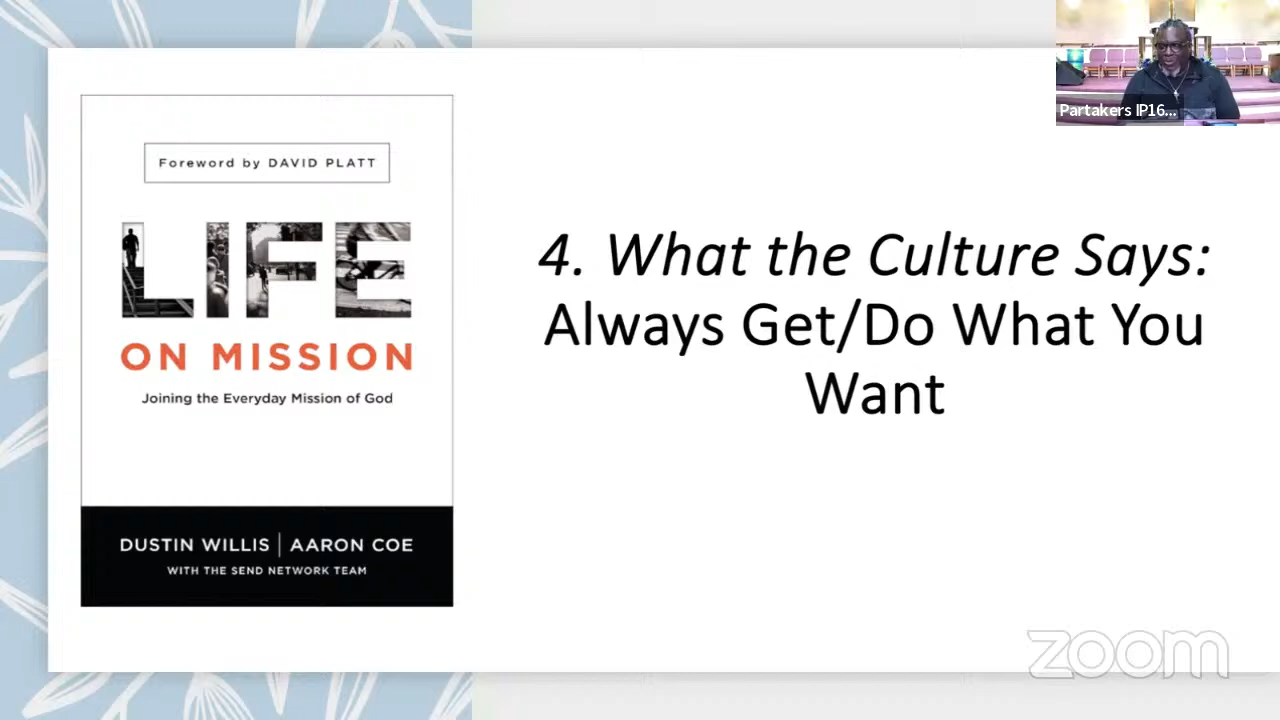 Foreword by DAVID PLATT
LIFE
ON MISSION
Joining the Everyday Mission of God
DUSTIN WILLIS | AARON COE
WITH THE SEND NETWORK TEAM
4. What the Culture Says:
Always Get/Do What You
Want
Partakers IP16...
zoom